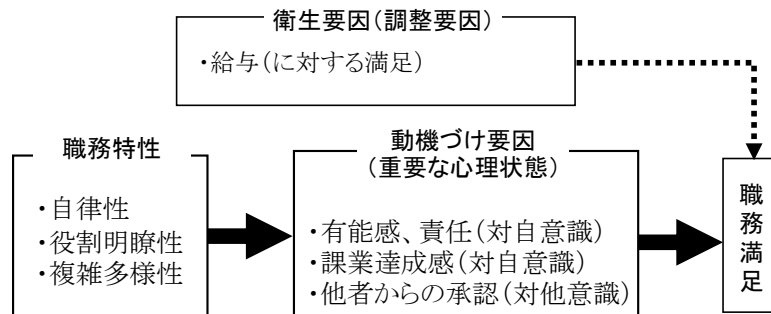 衛生要因(調整要因)
・給与(に対する満足)
職務特性
・自律性
・役割明瞭性
・複雑多様性
動機づけ要因
(重要な心理状態)
・有能感、責任(対自意識)
・課業達成感(対自意識)
・他者からの承認(対他意識)
職務満足